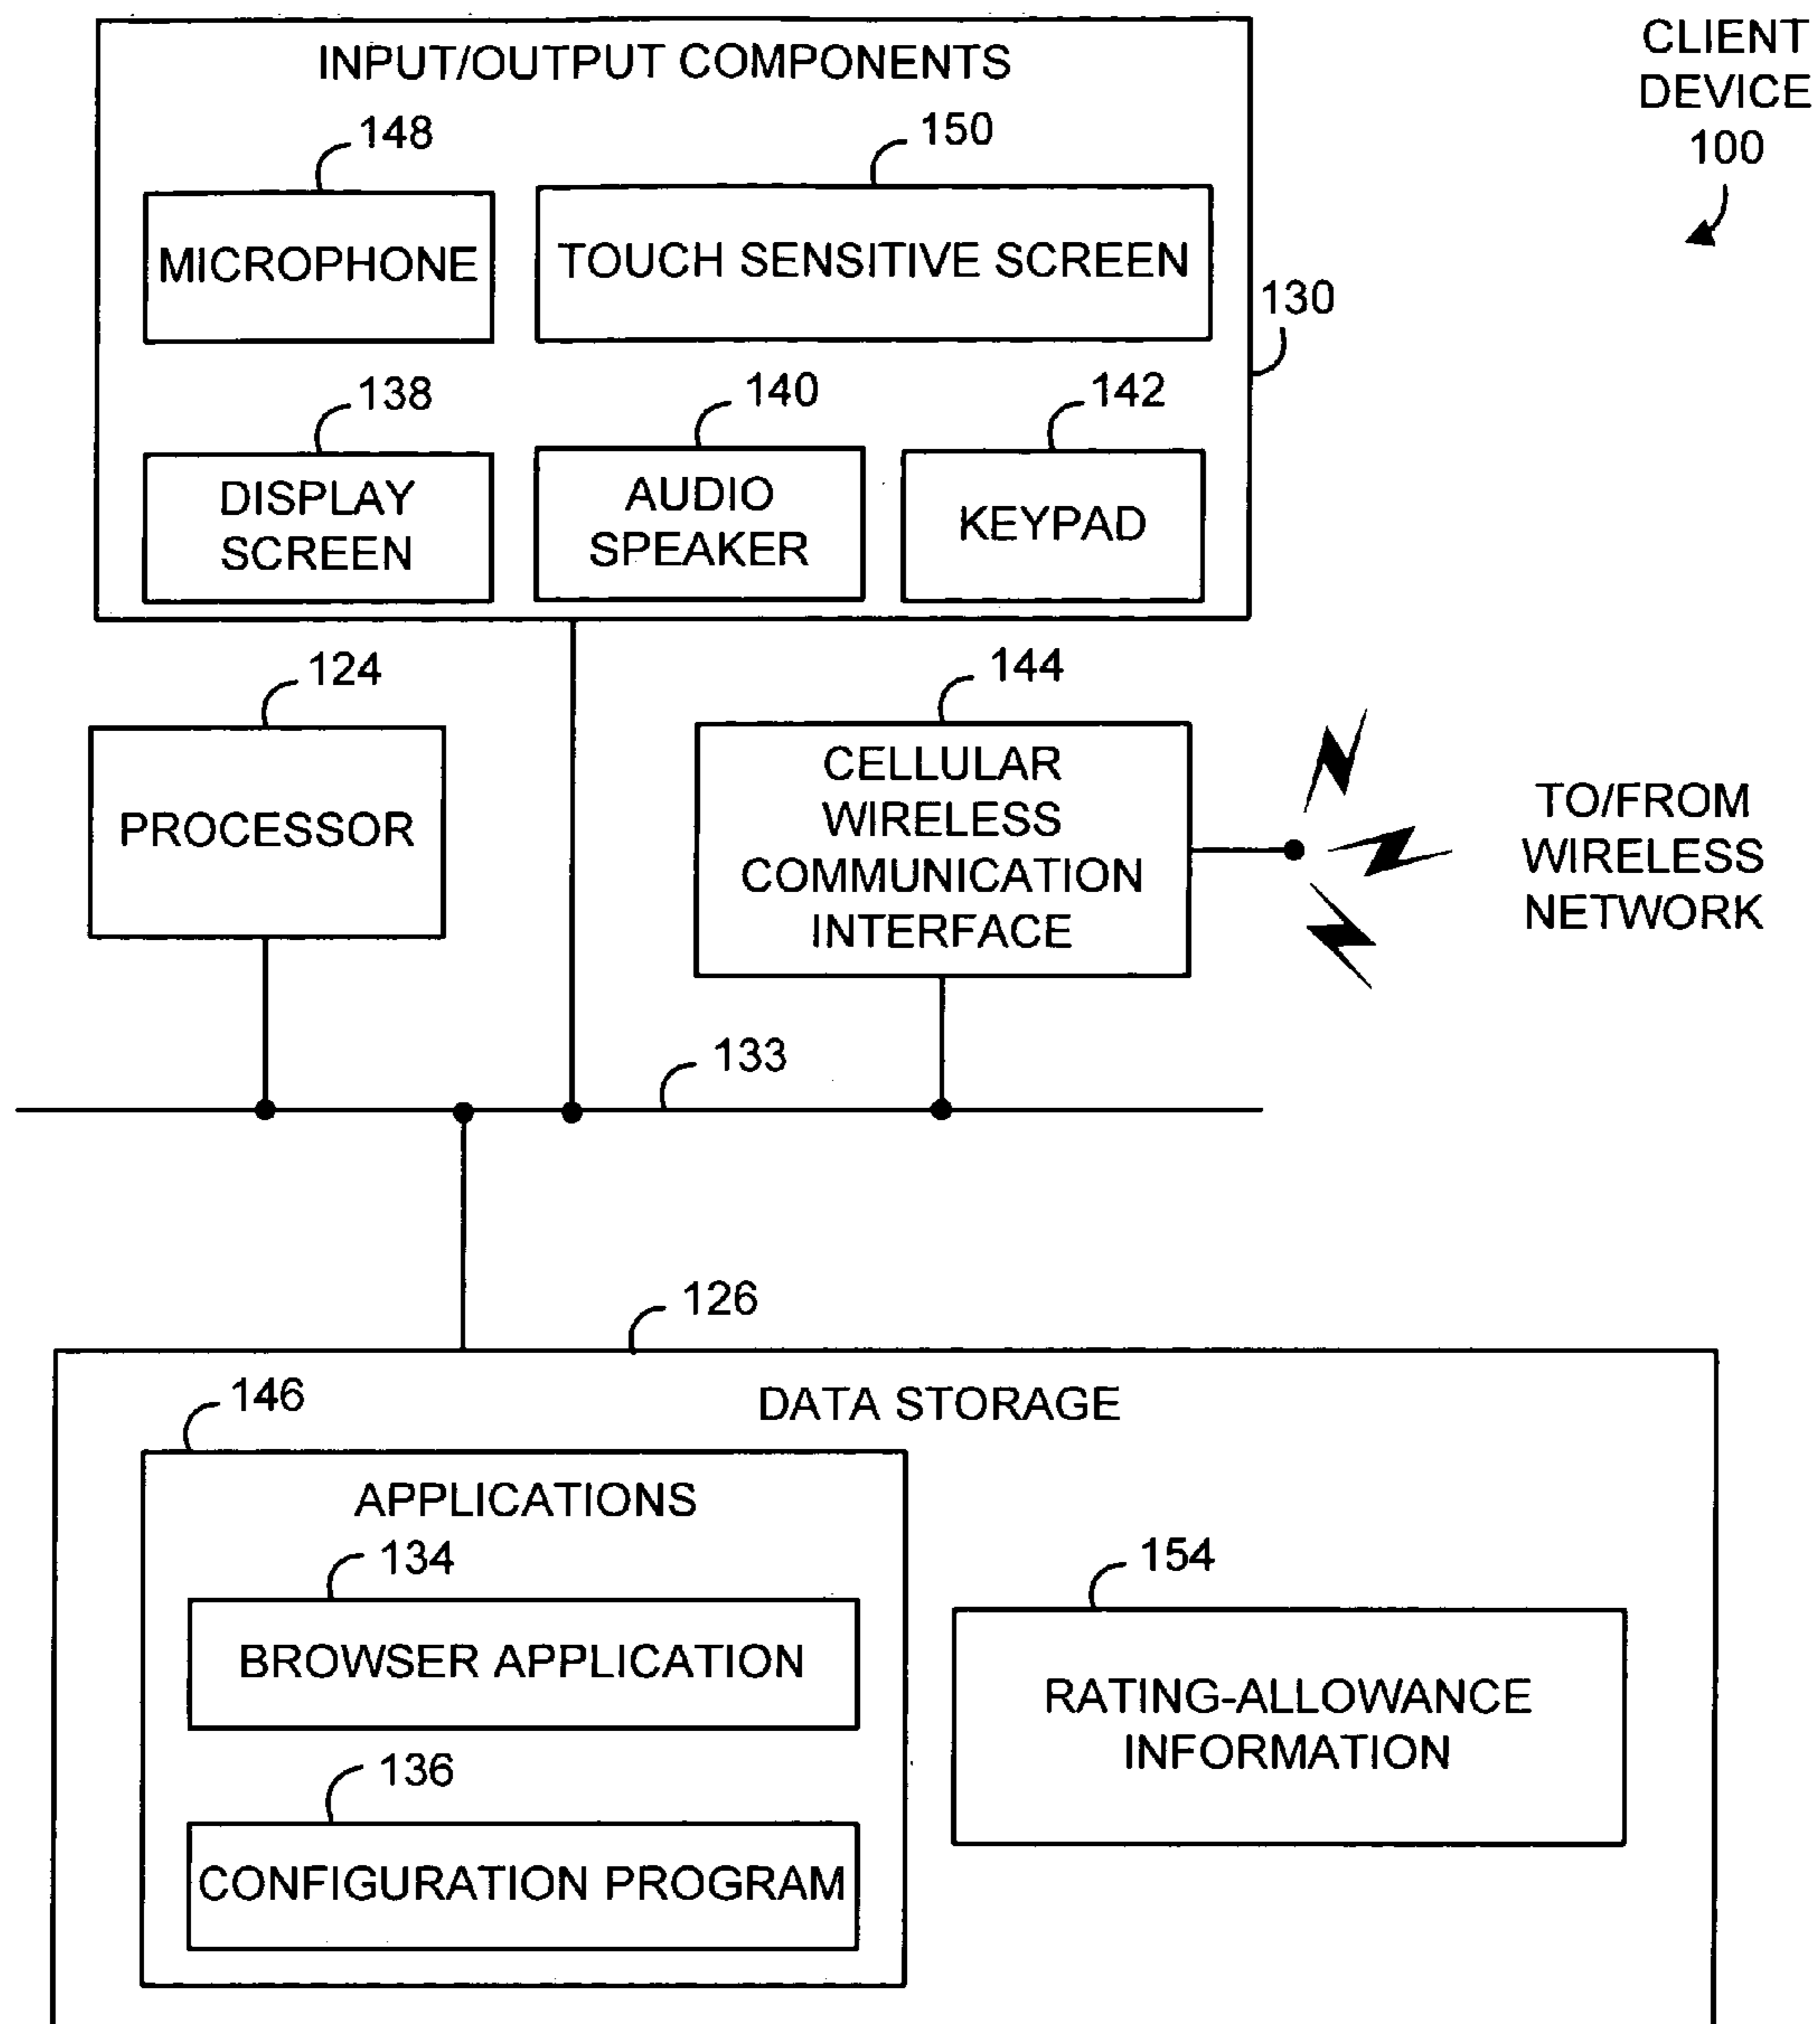 CLIENT
DEVICE
100
INPUT/OUTPUT COMPONENTS
148
150
MICROPHONE
TOUCH SENSITIVE SCREEN
130
138
140
142
DISPLAY
SCREEN
AUDIO
SPEAKER
KEYPAD
124
144
PROCESSOR
CELLULAR
WIRELESS
COMMUNICATION
INTERFACE
TO/FROM
WIRELESS
NETWORK
133
126
DATA STORAGE
146
APPLICATIONS
134
BROWSER APPLICATION
136
CONFIGURATION PROGRAM
154
RATING-ALLOWANCE
INFORMATION